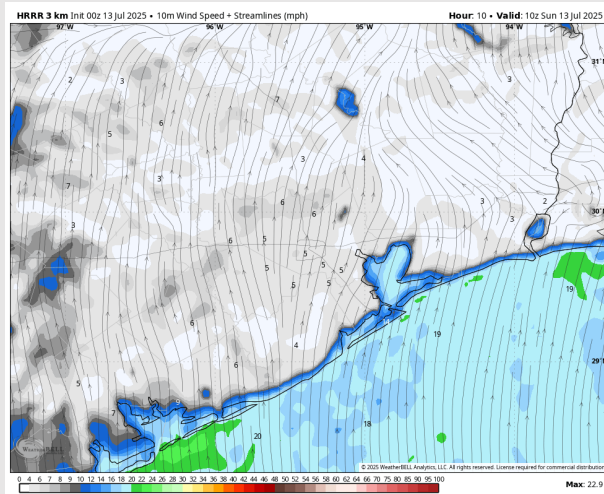 HRRR 3 km Init 00z 13 Jul 2025 • 10m Wind Speed + Streamlines (mph) Hour: 10 • Valid: 10z Sun 13 Jul 2025
97°W 96°W 95°W 94°W
31°N
2 3 3
7
5 6
3 4
7 3
6 3 2
3 6 3 30°N
6 5
5
5 5 5
5 5
19
6 19
4 29°N
6
5
7 9
18
20
WeatherBELL
© 2025 WeatherBELL Analytics, LLC. All rights reserved. License required for commercial distribution
0 4 6 7 8 9 10 12 14 16 18 20 22 24 26 28 30 32 34 36 38 40 42 44 46 48 50 52 54 56 58 60 62 64 66 68 70 75 80 85 90 95 100
Max: 22.9